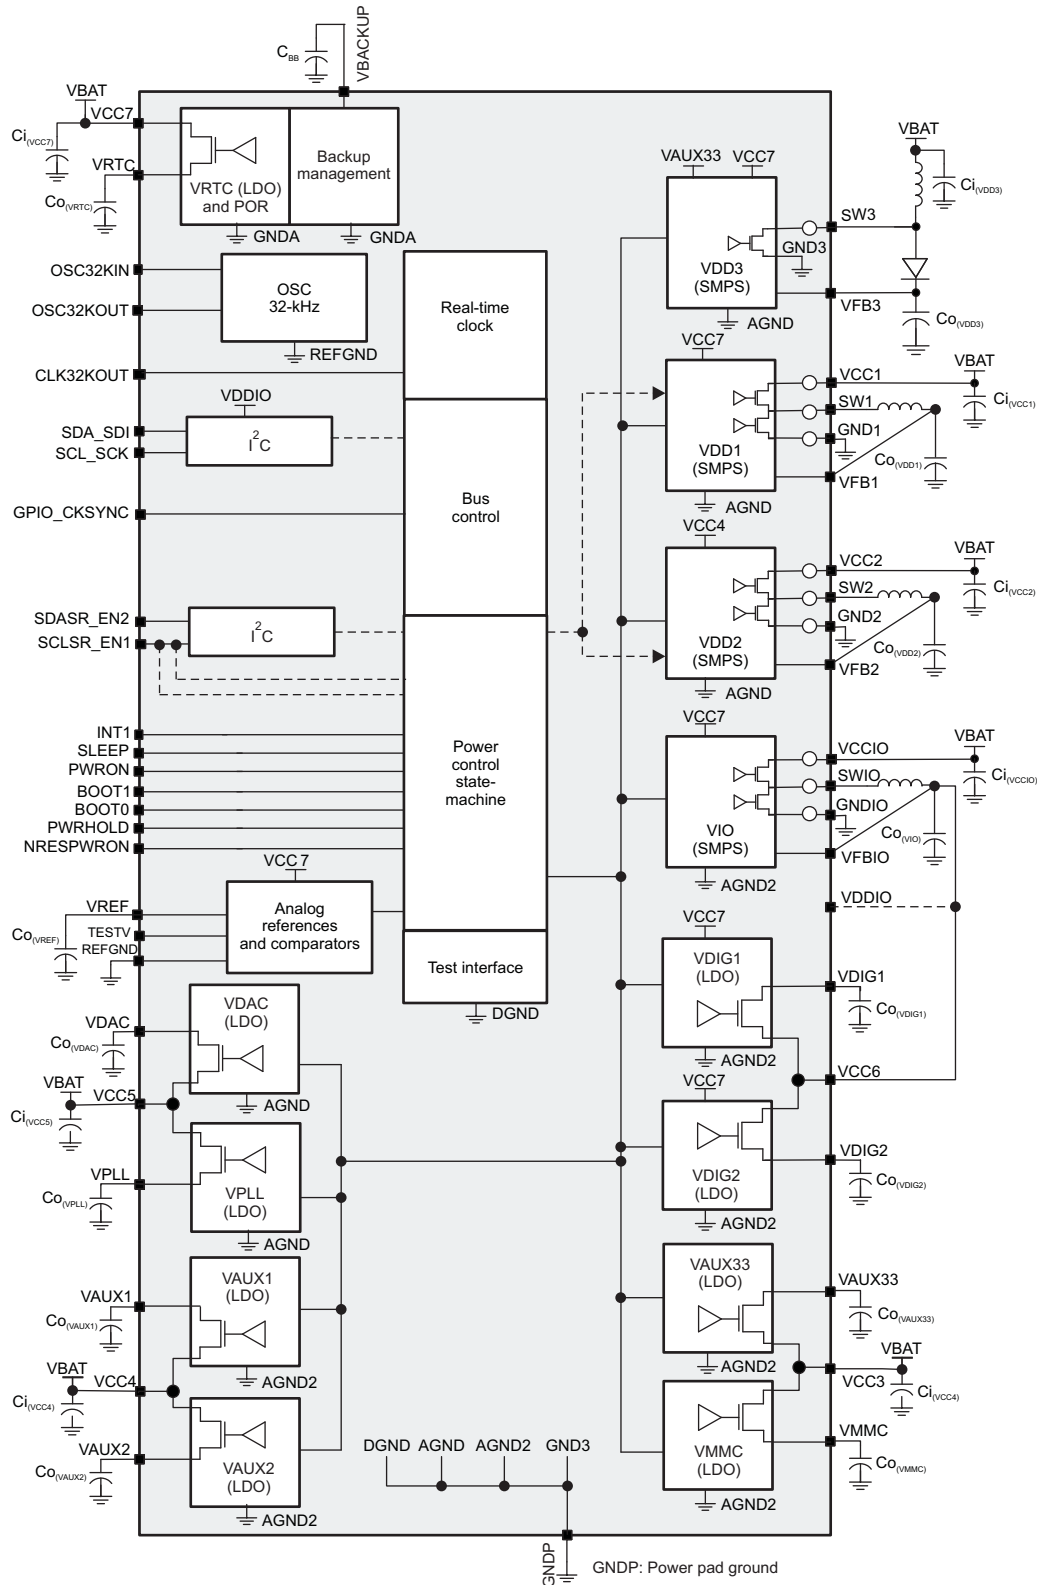 C BB
VBACKUP
VBAT
VCC7
Ci(VCC7)
VRTC
Co(VRTC)
VRTC (LDO)
and POR
Backup
management
GNDA
GNDA
OSC32KIN
OSC32KOUT
OSC
32-kHz
REFGND
CLK32KOUT
VDDIO
SDA_SDI
SCL_SCK
I2C
GPIO_CKSYNC
SDASR_EN2
SCLSR_EN1
I2C
INT1
SLEEP
PWRON
BOOT1
BOOT0
PWRHOLD
NRESPWRON
VCC 7
VREF
Co(VREF)
TESTV
REFGND
Analog
references
and comparators
Real-time
clock
Bus
control
Power
control
state-
machine
Test interface
DGND
VDAC
Co(VDAC)
VDAC
(LDO)
AGND
VBAT
VCC5
Ci(VCC5)
VPLL
Co(VPLL)
VPLL
(LDO)
AGND
VAUX1
Co(VAUX1)
VAUX1
(LDO)
AGND2
VBAT
VCC4
Ci(VCC4)
VAUX2
Co(VAUX2)
VAUX2
(LDO)
AGND2
VAUX33
VCC7
VDD3
(SMPS)
GND3
AGND
SW3
VFB3
VBAT
Ci(VDD3)
Co(VDD3)
VCC7
VDD1
(SMPS)
AGND
VCC1
SW1
GND1
VFB1
VBAT
Ci(VCC1)
Co(VDD1)
VCC4
VDD2
(SMPS)
AGND
VCC2
SW2
GND2
VFB2
VBAT
Ci(VCC2)
Co(VDD2)
VCC7
VIO
(SMPS)
AGND2
VCCIO
SWIO
GNDIO
VFBIO
VBAT
Ci(VCCIO)
Co(VIO)
VDDIO
VCC7
VDIG1
(LDO)
AGND2
VDIG1
Co(VDIG1)
VCC6
VCC7
VDIG2
(LDO)
AGND2
VDIG2
Co(VDIG2)
VAUX33
(LDO)
AGND2
VAUX33
Co(VAUX33)
VBAT
VCC3
Ci(VCC4)
VMMC
(LDO)
AGND2
VMMC
Co(VMMC)
DGND
AGND
AGND2
GND3
GNDP
GNDP: Power pad ground